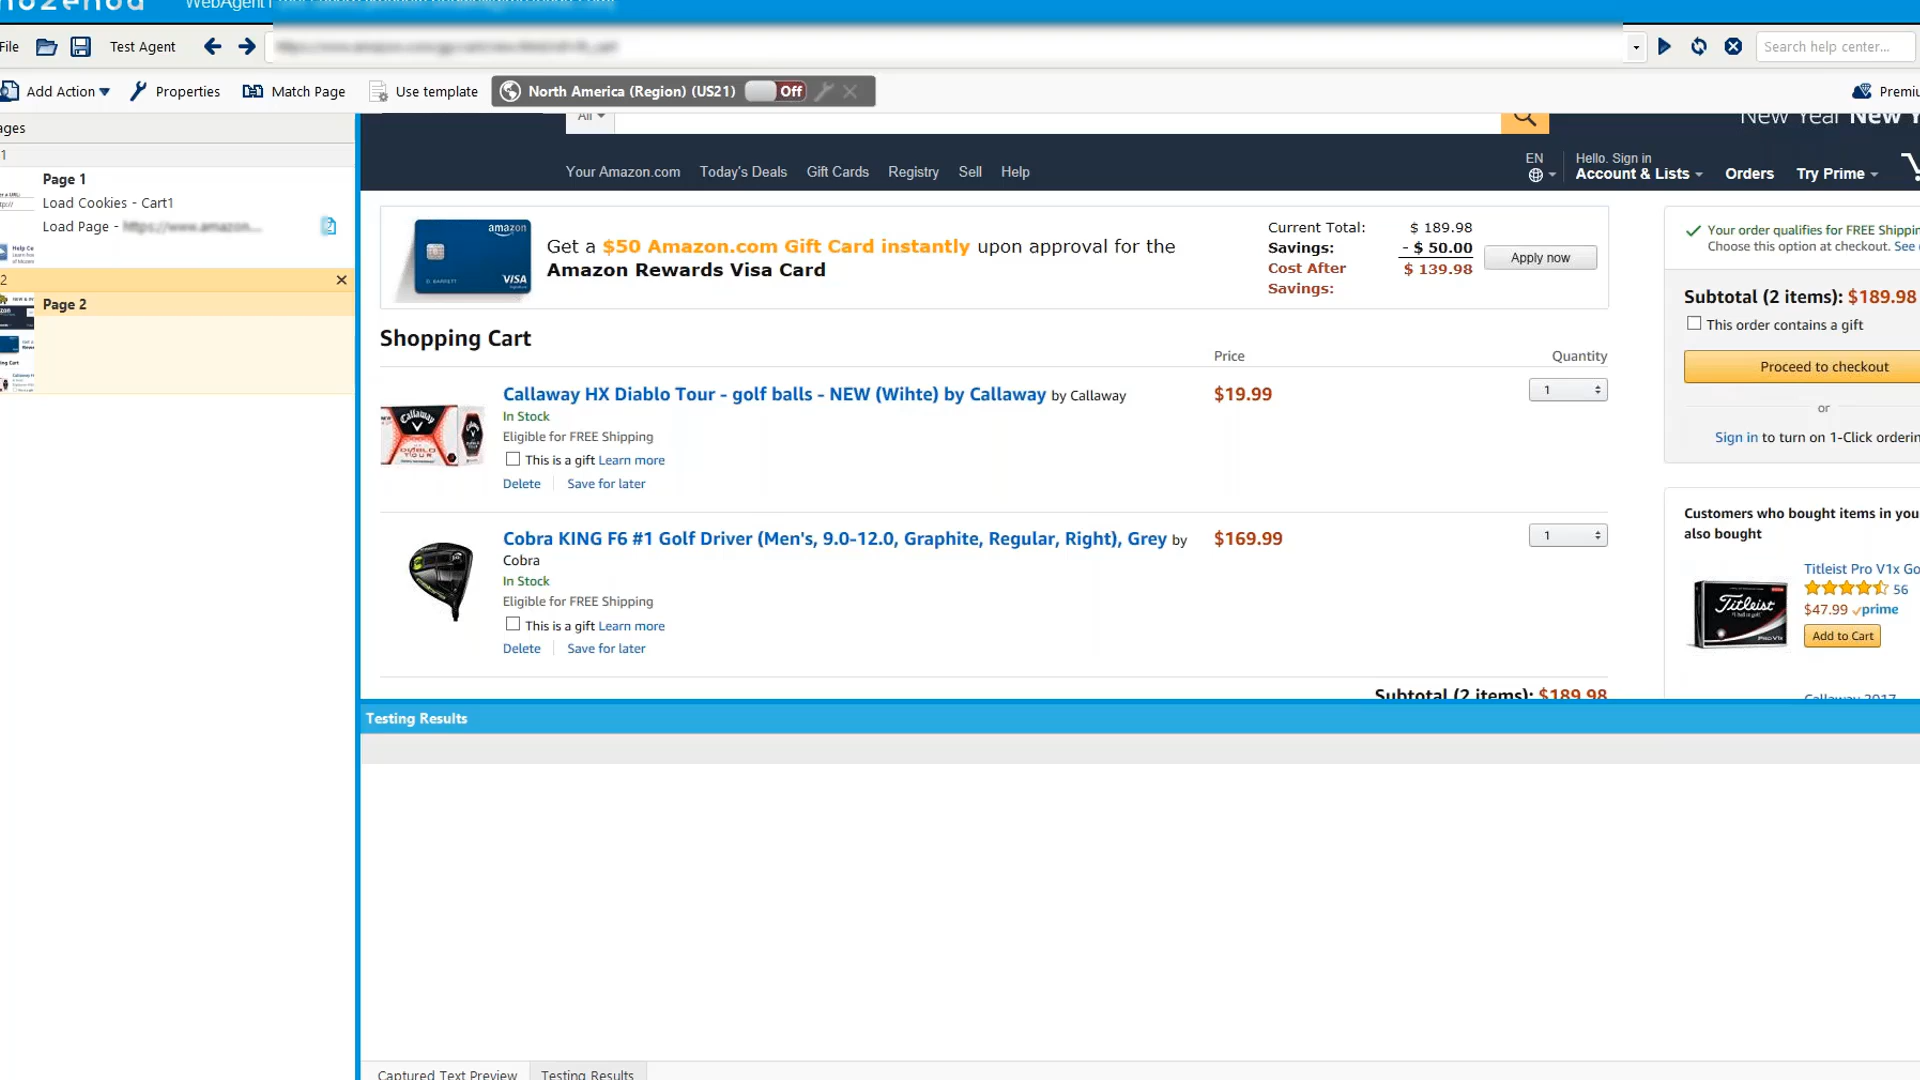 File
Test Agent
Search help center...
Add Action
Properties
Match Page
Use template
North America (Region) (US21)
Off
ages
1
Page 1
Load Cookies - Cart1
Load Page -
2
Page 2
All
New Year
Your Amazon.com
Today's Deals
Gift Cards
Registry
Sell
Help
EN
Hello. Sign in
Account & Lists
Orders
Try Prime
amazon
VISA
Get a $50 Amazon.com Gift Card instantly upon approval for the
Amazon Rewards Visa Card
Current Total: $ 189.98
Savings: - $ 50.00
Cost After $ 139.98
Savings:
Apply now
Your order qualifies for FREE Shippin
Choose this option at checkout. See
Subtotal (2 items): $189.98
This order contains a gift
Proceed to checkout
or
Sign in to turn on 1-Click orderin
Shopping Cart
Price
Quantity
Callaway
DIABLO
TOUR
Callaway HX Diablo Tour - golf balls - NEW (Wihte) by Callaway by Callaway
$19.99
1
In Stock
Eligible for FREE Shipping
This is a gift Learn more
Delete
Save for later
Cobra KING F6 #1 Golf Driver (Men's, 9.0-12.0, Graphite, Regular, Right), Grey by
Cobra
$169.99
1
In Stock
Eligible for FREE Shipping
This is a gift Learn more
Delete
Save for later
Subtotal (2 items): $189.98
Customers who bought items in you
also bought
Titleist
Titleist Pro V1x Go
56
$47.99 prime
Add to Cart
Callaway 2017
Testing Results
Captured Text Preview
Testing Results